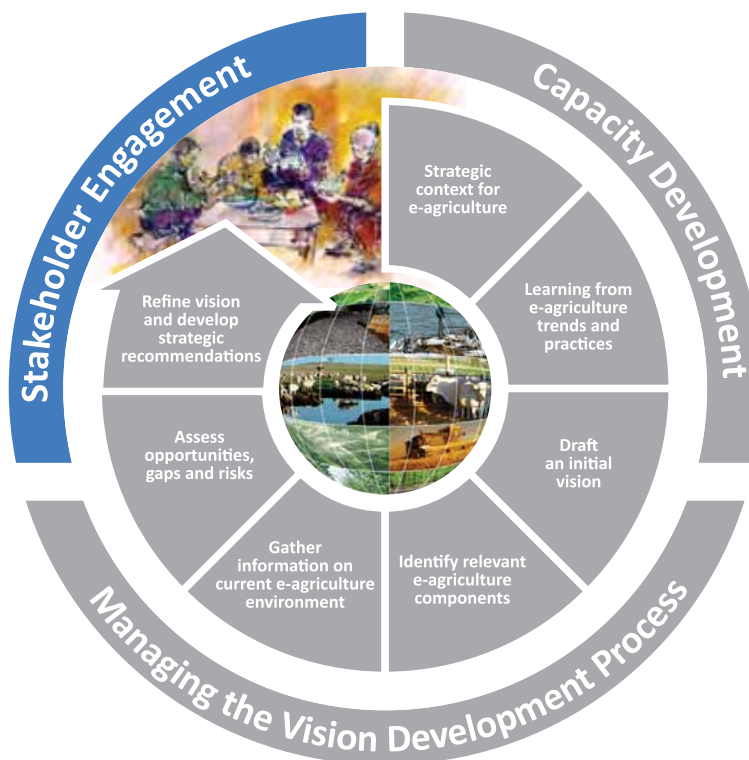 Stakeholder Engagement
Capacity Development
Strategic
context for
e-agriculture
Learning from
e-agriculture
trends and
practices
Draft
an initial
vision
Identify relevant
e-agriculture
components
Gather
information on
current e-agriculture
environment
Assess
opportunities,
gaps and risks
Refine vision
and develop
strategic
recommendations
Managing the Vision Development Process